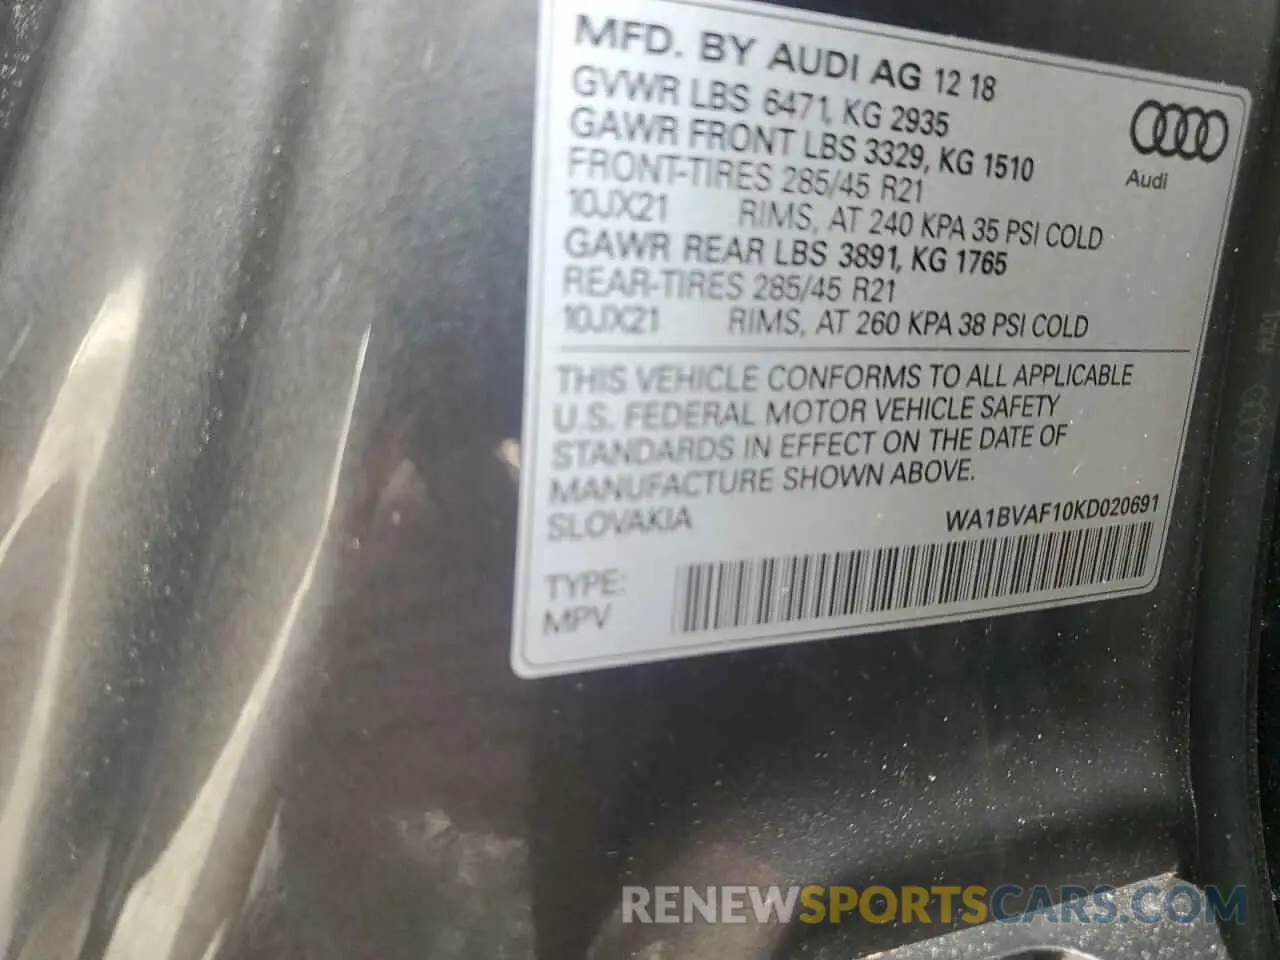 MFD. BY AUDI AG 12 18
GVWR LBS 6471, KG 2935
GAWR FRONT LBS 3329, KG 1510
FRONT-TIRES 285/45 R21
10JX21 RIMS, AT 240 KPA 35 PSI COLD
GAWR REAR LBS 3891, KG 1765
REAR-TIRES 285/45 R21
10JX21 RIMS, AT 260 KPA 38 PSI COLD
Audi
THIS VEHICLE CONFORMS TO ALL APPLICABLE
U.S. FEDERAL MOTOR VEHICLE SAFETY
STANDARDS IN EFFECT ON THE DATE OF
MANUFACTURE SHOWN ABOVE.
SLOVAKIA
WA1BVAF10KD020691
TYPE:
MPV
RENEWSPORTSCARS.COM